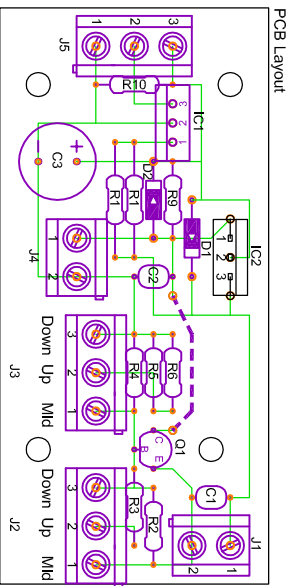 PCB Layout
1 2 3
J5
R10
3 2 1
IC1
C3
D2
R1
R1
R9
D1
IC2
1 2 3
J4
1 2
C2
R4
R5
R6
Q1
C
B
E
J3
3 2 1
Down Up Mid
C1
R3
R2
J1
2 1
J2
3 2 1
Down Up Mid